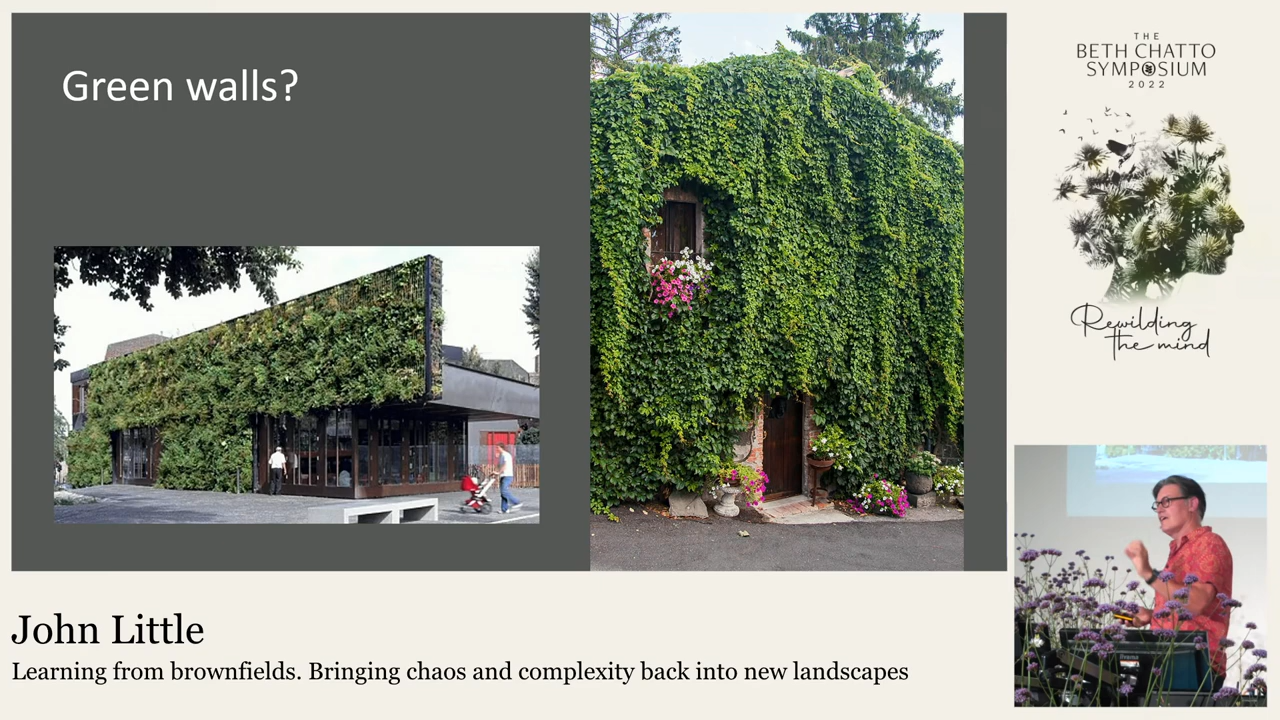 Green walls?
THE
BETH CHATTO
SYMPOSIUM
2022
Rewilding
the mind
John Little
Learning from brownfields. Bringing chaos and complexity back into new landscapes